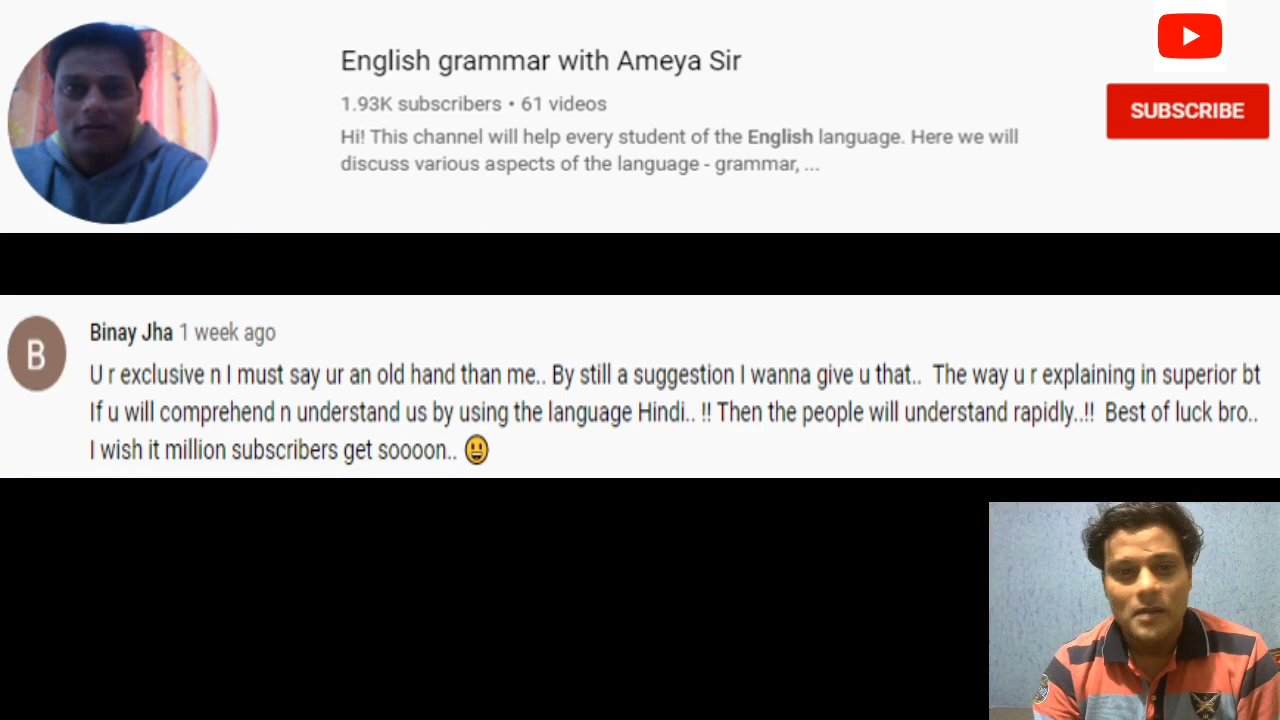 English grammar with Ameya Sir
SUBSCRIBE
1.93K subscribers • 61 videos
Hi! This channel will help every student of the English language. Here we will
discuss various aspects of the language - grammar, ...
B
Binay Jha 1 week ago
U r exclusive n I must say ur an old hand than me.. By still a suggestion I wanna give u that.. The way u r explaining in superior bt
If u will comprehend n understand us by using the language Hindi.. !! Then the people will understand rapidly..!! Best of luck bro..
I wish it million subscribers get soooon.. 😃